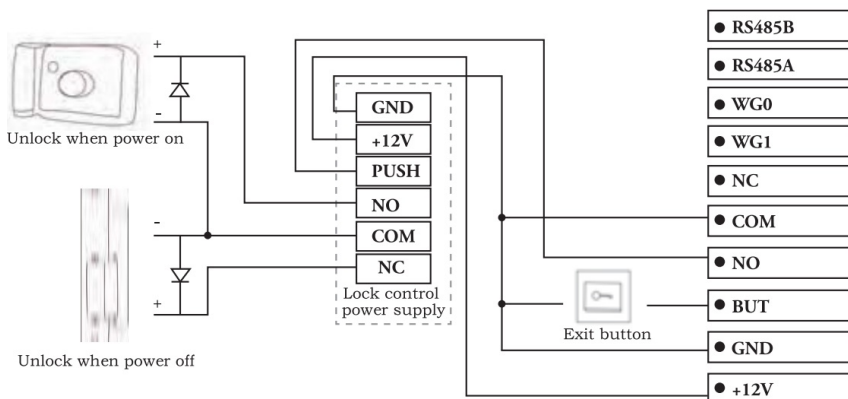 +
-
Unlock when power on
-
+
Unlock when power off
GND
+12V
PUSH
NO
COM
NC
Lock control
power supply
Exit button
RS485B
RS485A
WG0
WG1
NC
COM
NO
BUT
GND
+12V